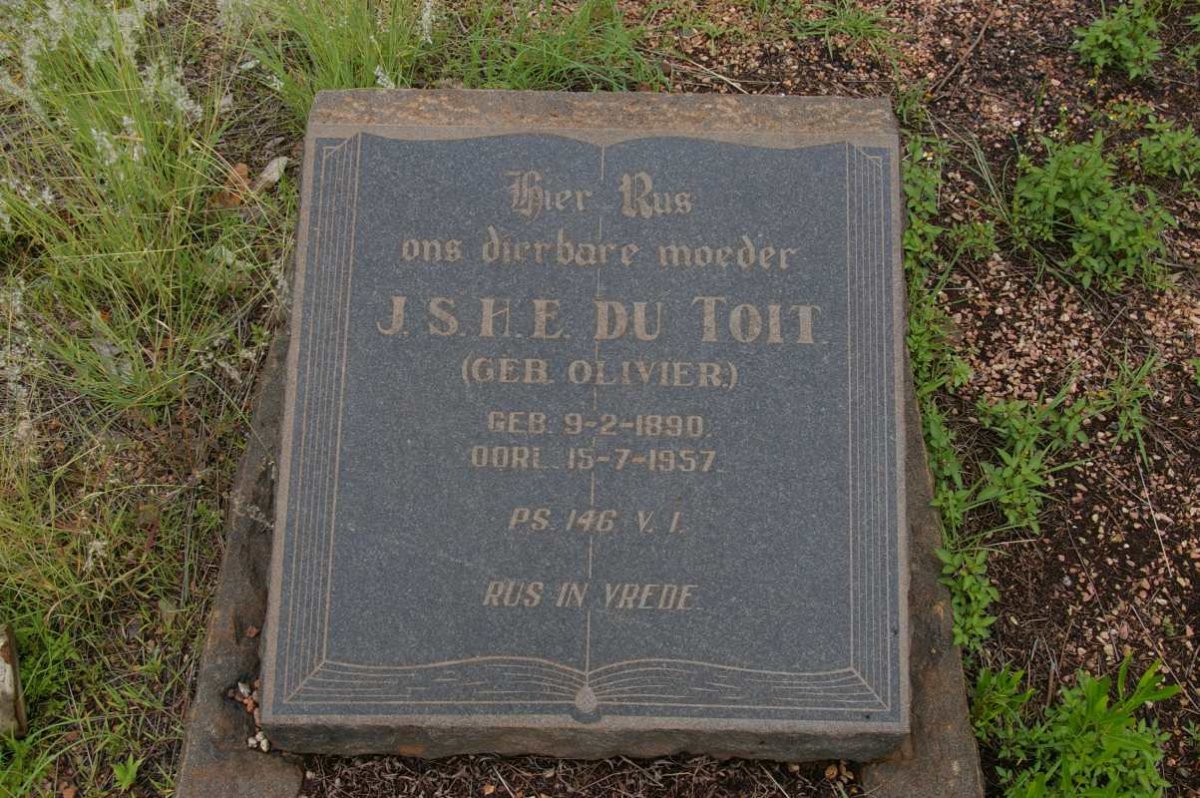 Hier Rus
ons dierbare moeder
J. S. H. E. DU TOIT.
(GEB. OLIVIER.)
GEB. 9-2-1890.
OORL. 15-7-1957.
PS. 146 V. 1.
RUS IN VREDE.